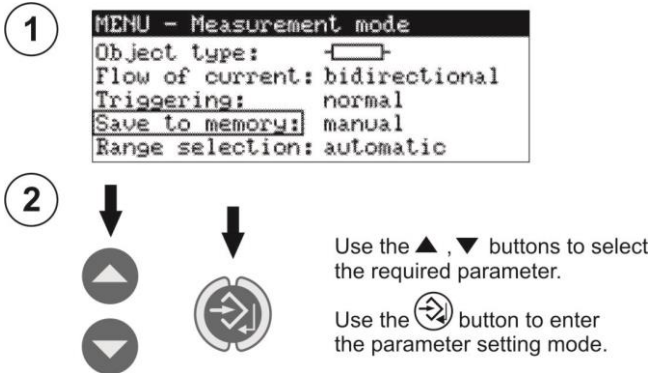 1
MENU - Measurement mode
Object type:
Flow of current: bidirectional
Triggering: normal
Save to memory: manual
Range selection: automatic
2
Use the ▲ , ▼ buttons to select
the required parameter.
Use the button to enter
the parameter setting mode.